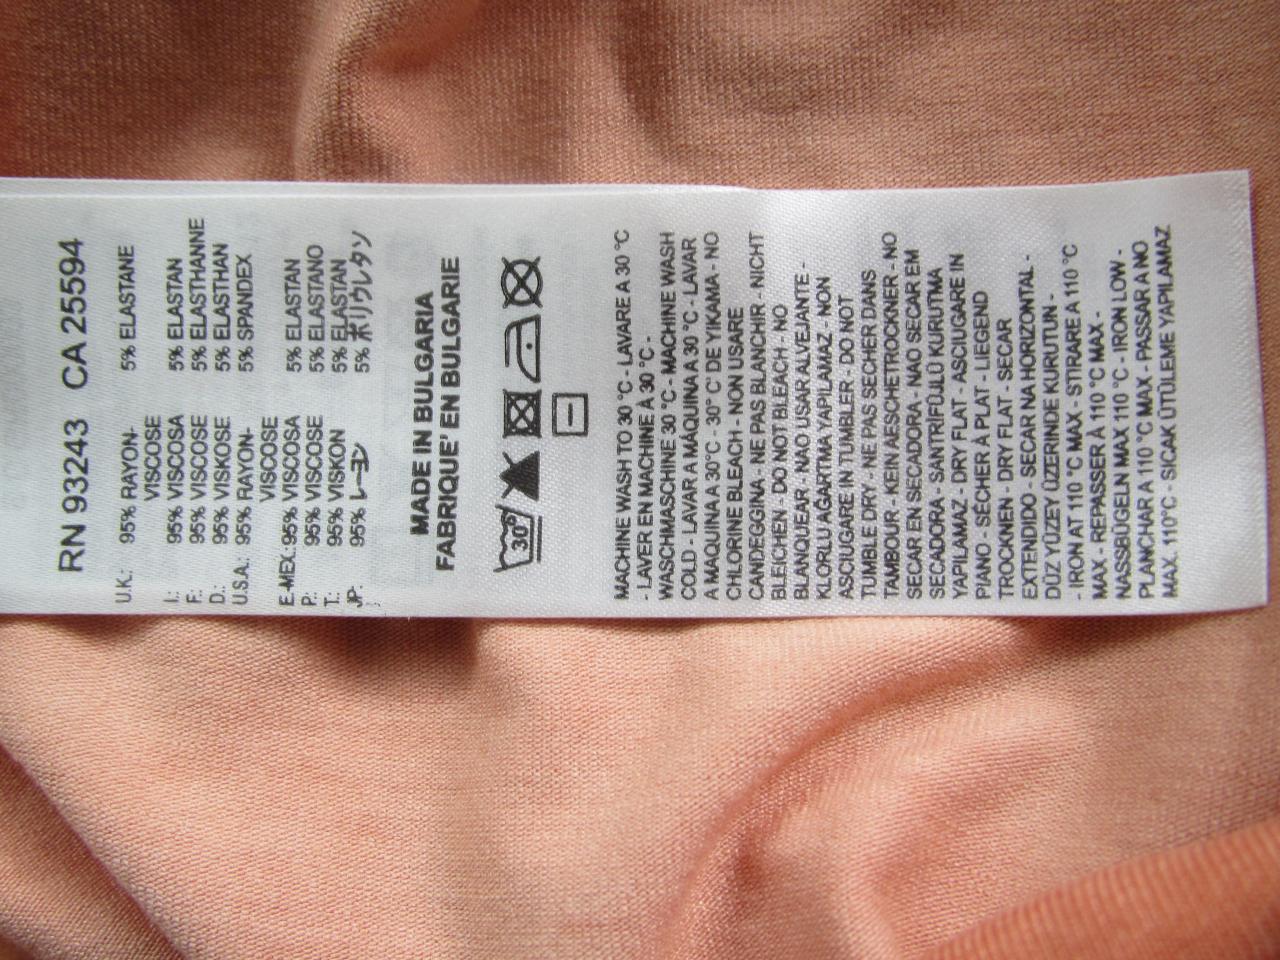 RN 93243 CA 25594
U.K.: 95% RAYON- 5% ELASTANE
VISCOSE
I.: 95% VISCOSA 5% ELASTAN
F.: 95% VISCOSE 5% ELASTHANNE
D.: 95% VISKOSE 5% ELASTHAN
U.S.A.: 95% RAYON- 5% SPANDEX
VISCOSE
E-MEX.: 95% VISCOSA 5% ELASTAN
P.: 95% VISCOSE 5% ELASTANO
T.: 95% VISKON 5% ELASTAN
JP: 95% レーヨン 5% ポリウレタン
MADE IN BULGARIA
FABRIQUE' EN BULGARIE
30°
MACHINE WASH TO 30 °C - LAVARE A 30 °C
- LAVER EN MACHINE À 30 °C -
WASCHMASCHINE 30 °C - MACHINE WASH
COLD - LAVAR A MÁQUINA A 30 °C - LAVAR
A MAQUINA A 30°C - 30° C' DE YIKAMA - NO
CHLORINE BLEACH - NON USARE
CANDEGGINA - NE PAS BLANCHIR - NICHT
BLEICHEN - DO NOT BLEACH - NO
BLANQUEAR - NÃO USAR ALVEJANTE -
KLORLU AĞARTMA YAPILAMAZ - NON
ASCIUGARE IN TUMBLER - DO NOT
TUMBLE DRY - NE PAS SECHER DANS
TAMBOUR - KEIN AESCHETROCKNER - NO
SECAR EN SECADORA - NÃO SECAR EM
SECADORA - SANTRİFÜJLÜ KURUTMA
YAPILAMAZ - DRY FLAT - ASCIUGARE IN
PIANO - SÉCHER À PLAT - LIEGEND
TROCKNEN - DRY FLAT - SECAR
EXTENDIDO - SECAR NA HORIZONTAL -
DÜZ YÜZEY ÜZERINDE KURUTUN -
- IRON AT 110 °C MAX - STIRARE A 110 °C
MAX - REPASSER À 110 °C MAX -
NASSBÜGELN MAX 110 °C - IRON LOW -
PLANCHAR A 110 °C MAX - PASSAR A NO
MAX. 110°C - SICAK ÜTÜLEME YAPILAMAZ